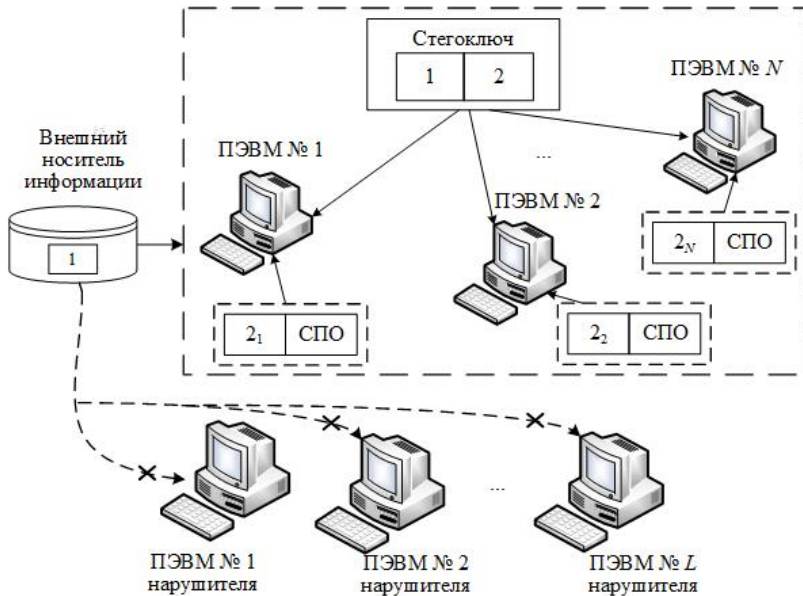 Стегоключ
1 2
ПЭВМ № N
Внешний
носитель
информации
1
ПЭВМ № 1
...
ПЭВМ № 2
2N СПО
21 СПО
22 СПО
...
ПЭВМ № 1
нарушителя
ПЭВМ № 2
нарушителя
ПЭВМ № L
нарушителя